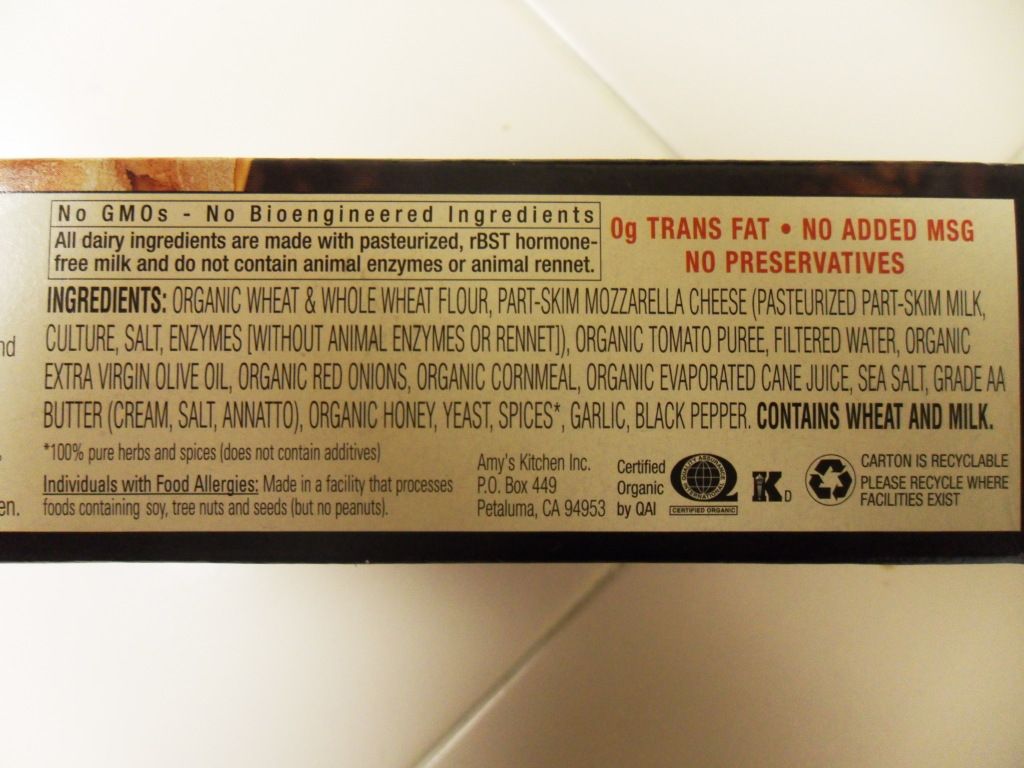 No GMOs - No Bioengineered Ingredients
All dairy ingredients are made with pasteurized, rBST hormone-
free milk and do not contain animal enzymes or animal rennet.
0g TRANS FAT • NO ADDED MSG
NO PRESERVATIVES
INGREDIENTS: ORGANIC WHEAT & WHOLE WHEAT FLOUR, PART-SKIM MOZZARELLA CHEESE (PASTEURIZED PART-SKIM MILK,
CULTURE, SALT, ENZYMES [WITHOUT ANIMAL ENZYMES OR RENNET]), ORGANIC TOMATO PUREE, FILTERED WATER, ORGANIC
EXTRA VIRGIN OLIVE OIL, ORGANIC RED ONIONS, ORGANIC CORNMEAL, ORGANIC EVAPORATED CANE JUICE, SEA SALT, GRADE AA
BUTTER (CREAM, SALT, ANNATTO), ORGANIC HONEY, YEAST, SPICES*, GARLIC, BLACK PEPPER. CONTAINS WHEAT AND MILK.
*100% pure herbs and spices (does not contain additives)
Individuals with Food Allergies: Made in a facility that processes
foods containing soy, tree nuts and seeds (but no peanuts).
Amy's Kitchen Inc.
P.O. Box 449
Petaluma, CA 94953
Certified
Organic
by QAI
QUALITY ASSURANCE
INTERNATIONAL
CERTIFIED ORGANIC
K D
CARTON IS RECYCLABLE
PLEASE RECYCLE WHERE
FACILITIES EXIST